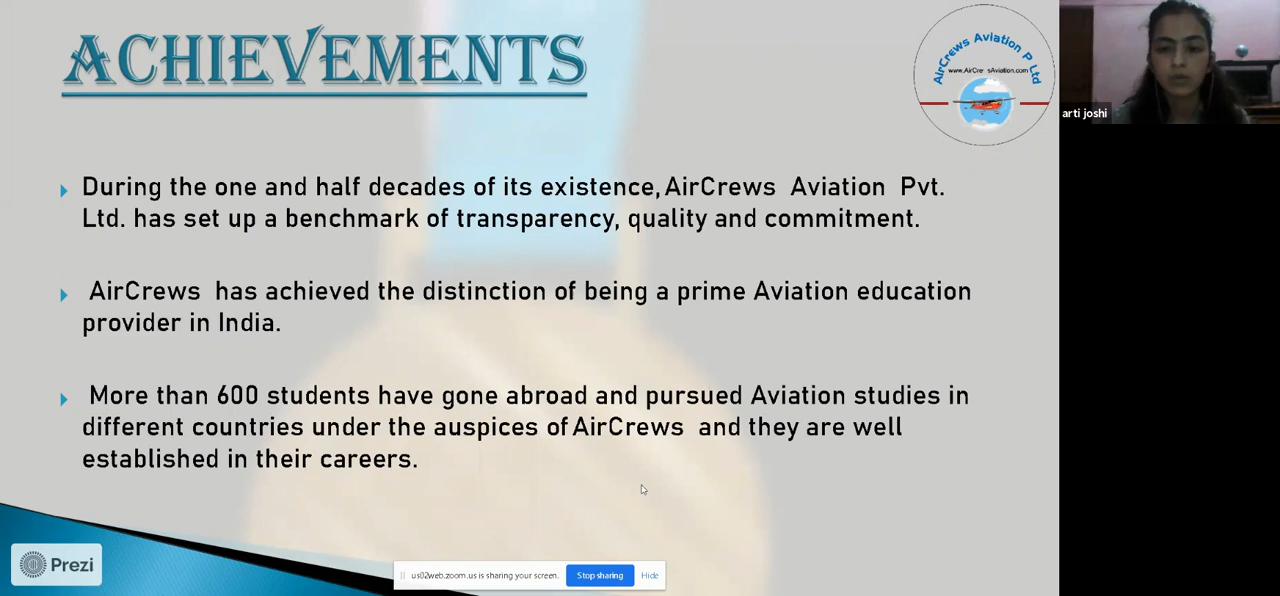 ACHIEVEMENTS
AirCrews Aviation P Ltd
www.AirCrewsAviation.com
arti joshi
During the one and half decades of its existence, AirCrews Aviation Pvt.
Ltd. has set up a benchmark of transparency, quality and commitment.
AirCrews has achieved the distinction of being a prime Aviation education
provider in India.
More than 600 students have gone abroad and pursued Aviation studies in
different countries under the auspices of AirCrews and they are well
established in their careers.
Prezi
us02web.zoom.us is sharing your screen. Stop sharing Hide